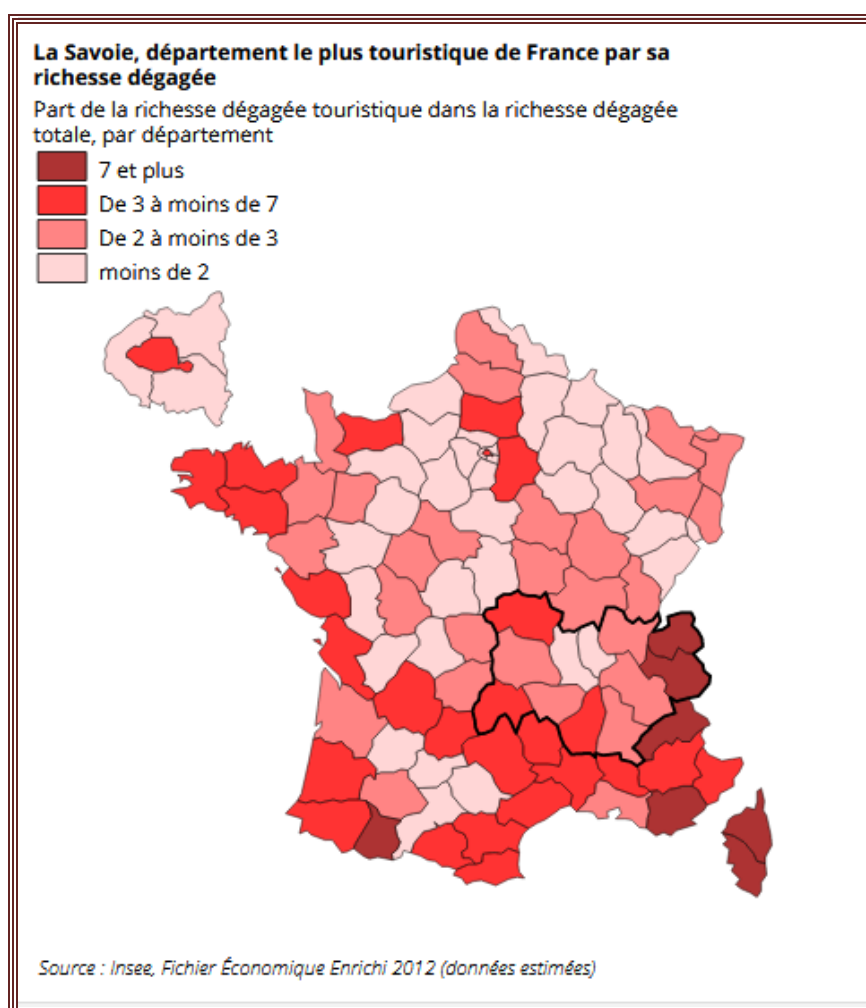 La Savoie, département le plus touristique de France par sa
richesse dégagée
Part de la richesse dégagée touristique dans la richesse dégagée
totale, par département
7 et plus
De 3 à moins de 7
De 2 à moins de 3
moins de 2
Source : Insee, Fichier Économique Enrichi 2012 (données estimées)